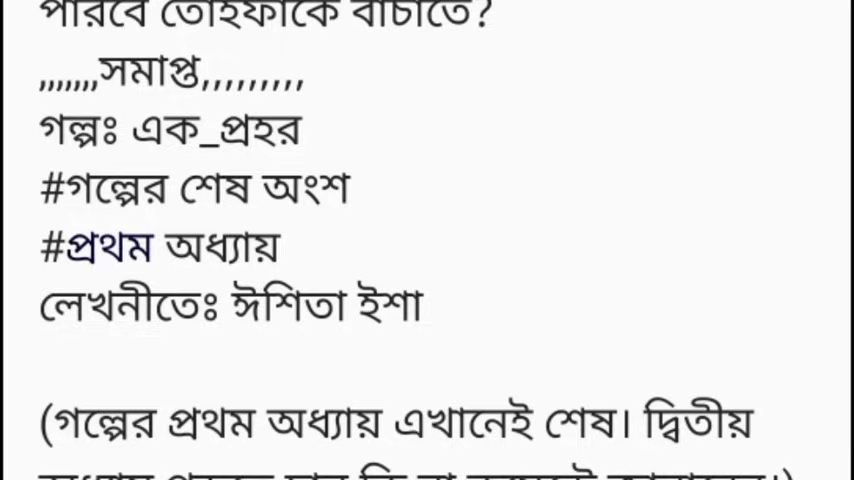 পারবে তোহফাকে বাঁচাতে?
,,,,,,,সমাপ্ত,,,,,,,,,
গল্পঃ এক_প্রহর
#গল্পের শেষ অংশ
#প্রথম অধ্যায়
লেখনীতেঃ ঈশিতা ইশা
(গল্পের প্রথম অধ্যায় এখানেই শেষ। দ্বিতীয়